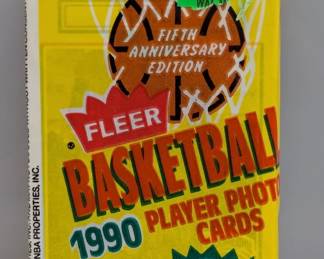 FIFTH
ANNIVERSARY
EDITION
FLEER
BASKETBALL
1990 PLAYER PHOTO
CARDS
NBA PROPERTIES, INC.